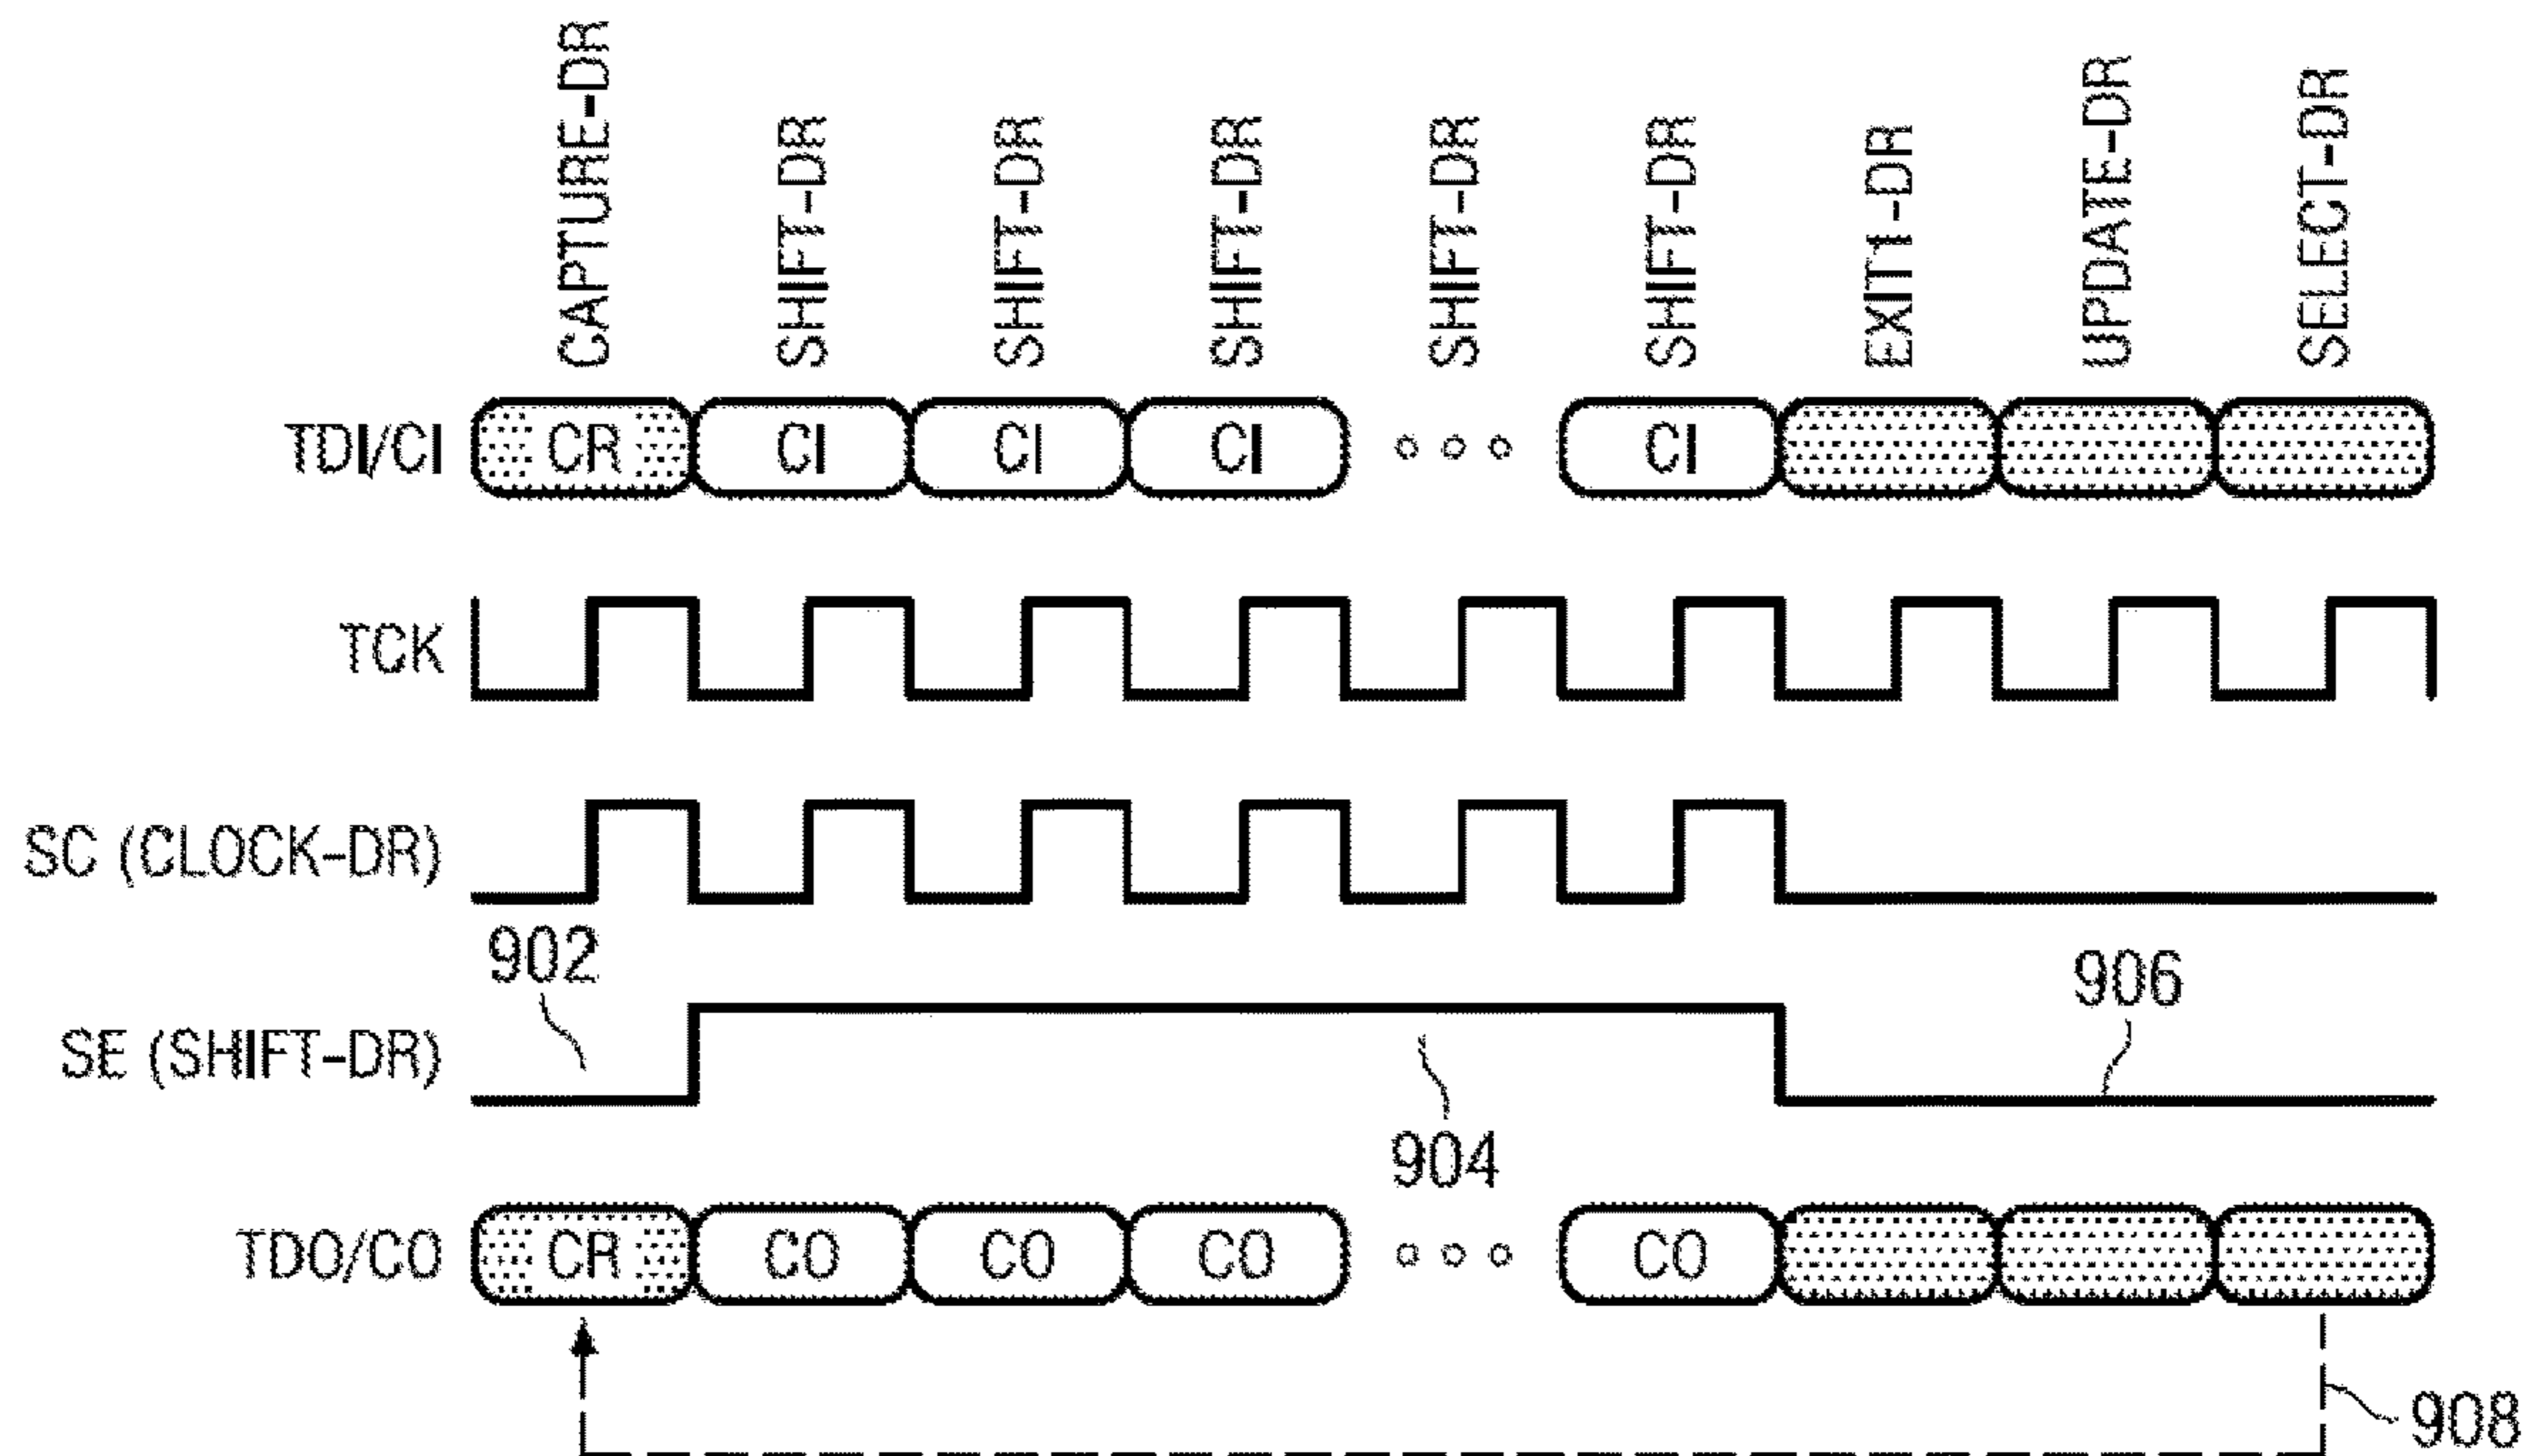 CAPTURE-DR
SHIFT-DR
SHIFT-DR
SHIFT-DR
SHIFT-DR
SHIFT-DR
EXIT1-DR
UPDATE-DR
SELECT-DR
TDI/CI CR CI CI CI CI
TCK
SC (CLOCK-DR)
902
906
SE (SHIFT-DR)
904
TDO/CO CR CO CO CO CO
908